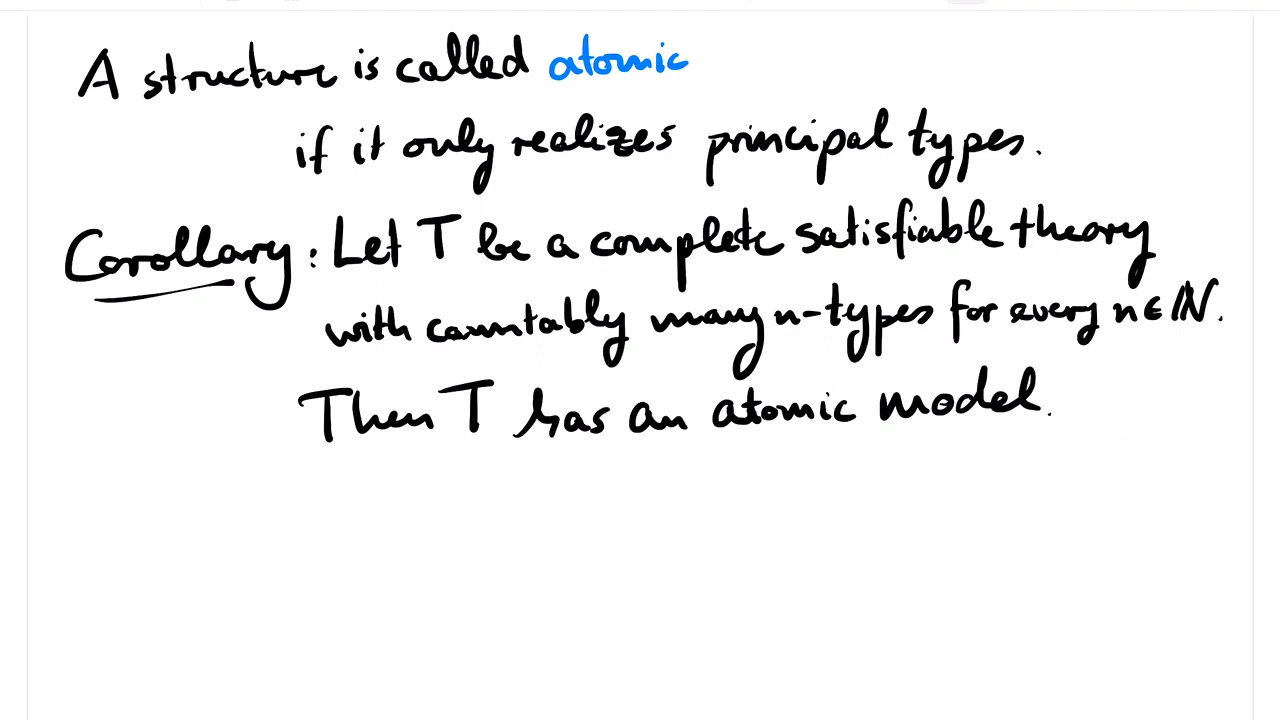 A structure is called atomic
if it only realizes principal types.
Corollary: Let T be a complete satisfiable theory
with countably many n-types for every n ∈ ℕ.
Then T has an atomic model.